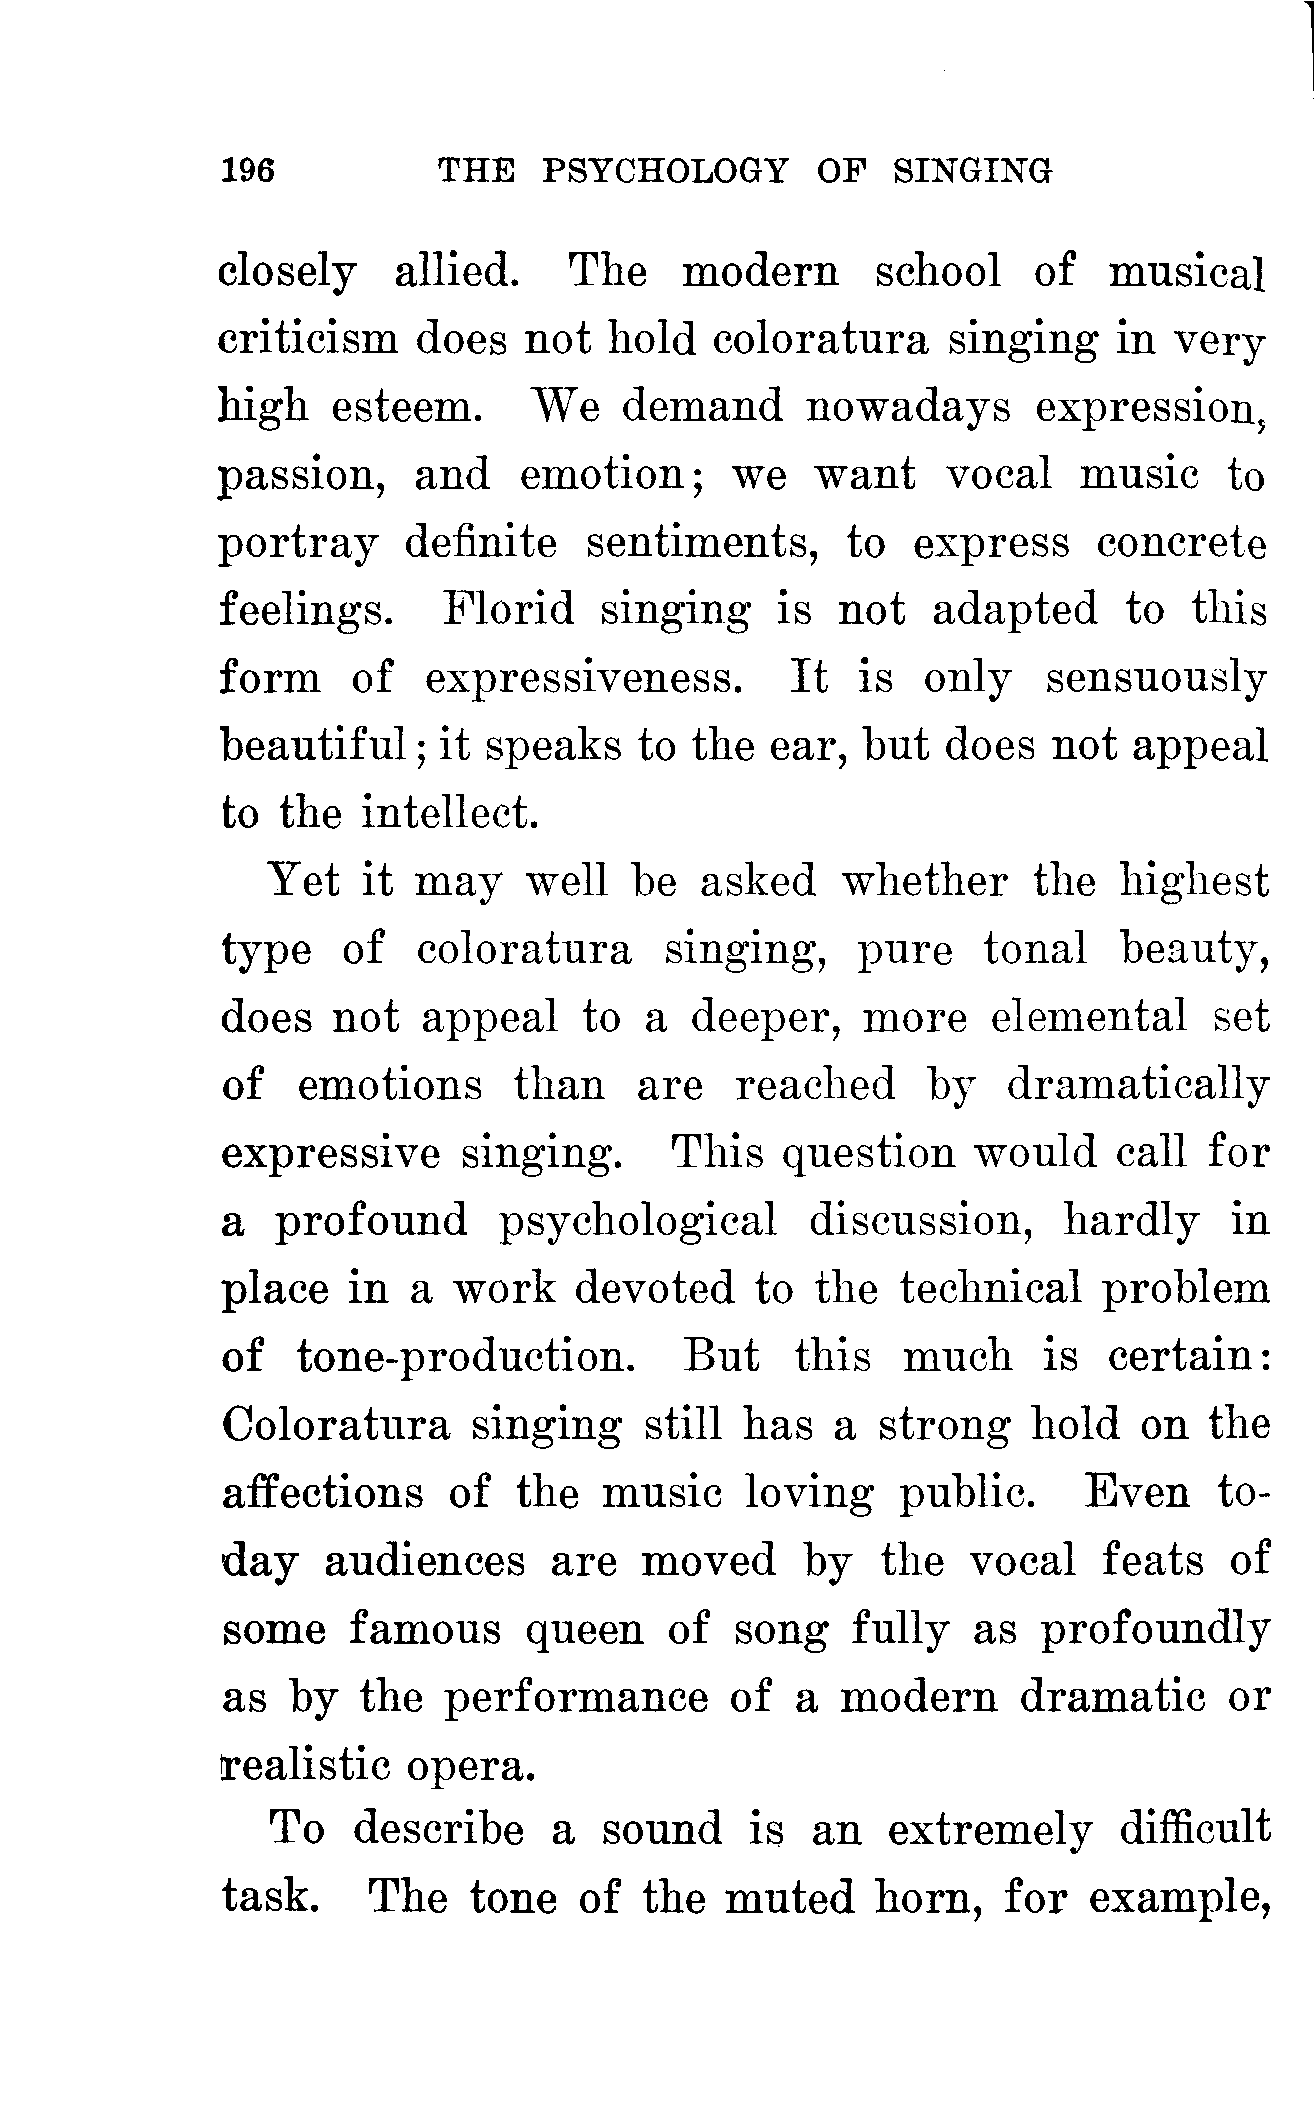 196 THE PSYCHOLOGY OF SINGING
closely allied. The modern school of musical
criticism does not hold coloratura singing in very
high esteem. We demand nowadays expression,
passion, and emotion; we want vocal music to
portray definite sentiments, to express concrete
feelings. Florid singing is not adapted to this
form of expressiveness. It is only sensuously
beautiful; it speaks to the ear, but does not appeal
to the intellect.
Yet it may well be asked whether the highest
type of coloratura singing, pure tonal beauty,
does not appeal to a deeper, more elemental set
of emotions than are reached by dramatically
expressive singing. This question would call for
a profound psychological discussion, hardly in
place in a work devoted to the technical problem
of tone-production. But this much is certain:
Coloratura singing still has a strong hold on the
affections of the music loving public. Even to-
day audiences are moved by the vocal feats of
some famous queen of song fully as profoundly
as by the performance of a modern dramatic or
realistic opera.
To describe a sound is an extremely difficult
task. The tone of the muted horn, for example,